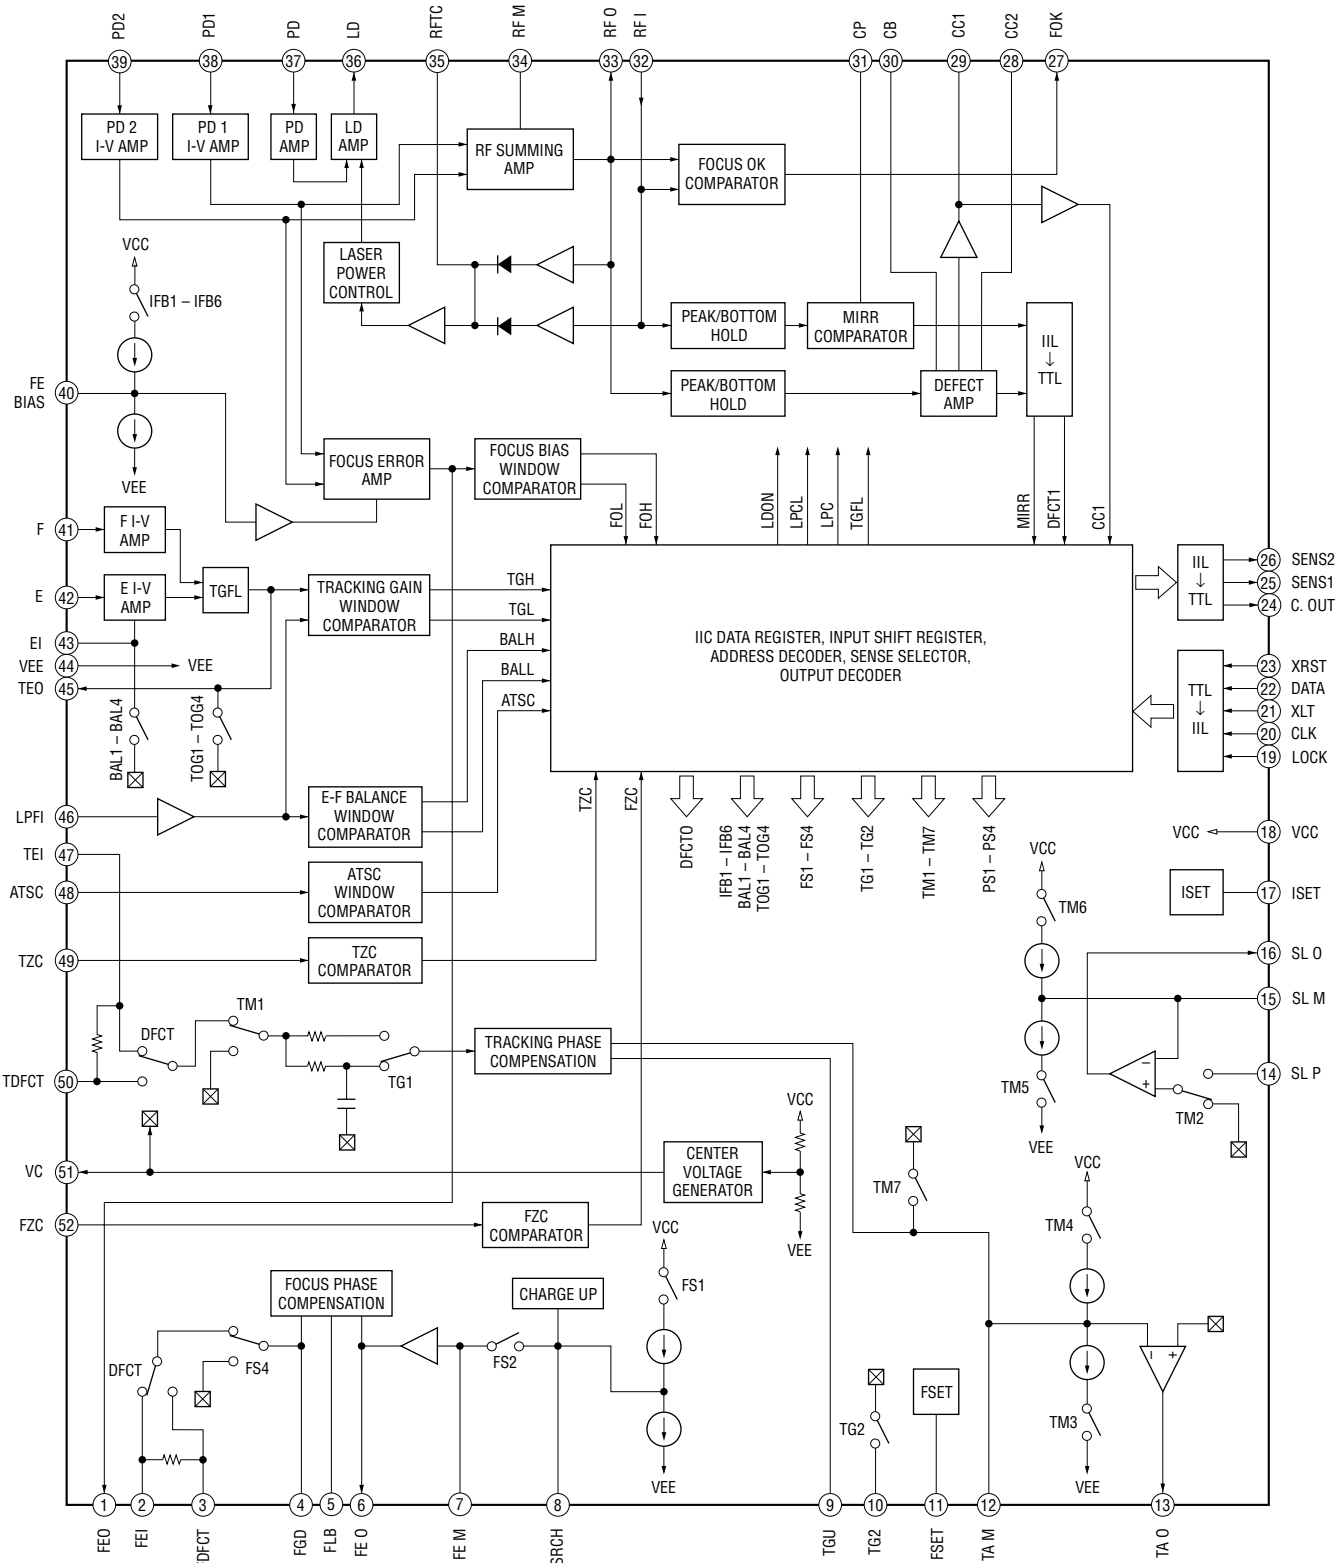 PD2
PD1
PD
LD
RFTC
RF M
RF O
RF I
CP
CB
CC1
CC2
FOK
39
38
37
36
35
34
33
32
31
30
29
28
27
PD 2
I-V AMP
PD 1
I-V AMP
PD
AMP
LD
AMP
RF SUMMING
AMP
FOCUS OK
COMPARATOR
VCC
IFB1 – IFB6
LASER
POWER
CONTROL
PEAK/BOTTOM
HOLD
MIRR
COMPARATOR
IIL
↓
TTL
PEAK/BOTTOM
HOLD
DEFECT
AMP
FE
BIAS
40
VEE
FOCUS ERROR
AMP
FOCUS BIAS
WINDOW
COMPARATOR
FOL
FOH
LDON
LPCL
LPC
TGFL
MIRR
DFCT1
CC1
F
41
F I-V
AMP
E
42
E I-V
AMP
TGFL
TRACKING GAIN
WINDOW
COMPARATOR
TGH
TGL
BALH
BALL
ATSC
IIC DATA REGISTER, INPUT SHIFT REGISTER,
ADDRESS DECODER, SENSE SELECTOR,
OUTPUT DECODER
IIL
↓
TTL
26
SENS2
25
SENS1
24
C. OUT
EI
43
VEE
44
VEE
TEO
45
BAL1 – BAL4
TOG1 – TOG4
TTL
↓
IIL
23
XRST
22
DATA
21
XLT
20
CLK
19
LOCK
LPFI
46
E-F BALANCE
WINDOW
COMPARATOR
TZC
FZC
DFCTO
IFB1 – IFB6
BAL1 – BAL4
TOG1 – TOG4
FS1 – FS4
TG1 – TG2
TM1 – TM7
PS1 – PS4
VCC
18
VCC
TEI
47
ATSC
48
ATSC
WINDOW
COMPARATOR
VCC
TM6
ISET
17
ISET
TZC
49
TZC
COMPARATOR
16
SL O
15
SL M
DFCT
TM1
TG1
TRACKING PHASE
COMPENSATION
TDFCT
50
TM5
VEE
–
+
TM2
14
SL P
VC
51
CENTER
VOLTAGE
GENERATOR
VCC
VEE
TM7
VCC
TM4
FZC
52
FZC
COMPARATOR
VCC
FS1
FOCUS PHASE
COMPENSATION
CHARGE UP
DFCT
FS4
FS2
VEE
TG2
FSET
TM3
VEE
–
+
1
2
3
4
5
6
7
8
9
10
11
12
13
FEO
FEI
FGD
FLB
FE O
FE M
SRCH
TGU
TG2
FSET
TA M
TA O